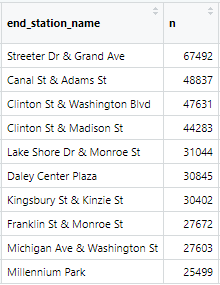 end_station_name n
Streeter Dr & Grand Ave 67492
Canal St & Adams St 48837
Clinton St & Washington Blvd 47631
Clinton St & Madison St 44283
Lake Shore Dr & Monroe St 31044
Daley Center Plaza 30845
Kingsbury St & Kinzie St 30402
Franklin St & Monroe St 27672
Michigan Ave & Washington St 27603
Millennium Park 25499